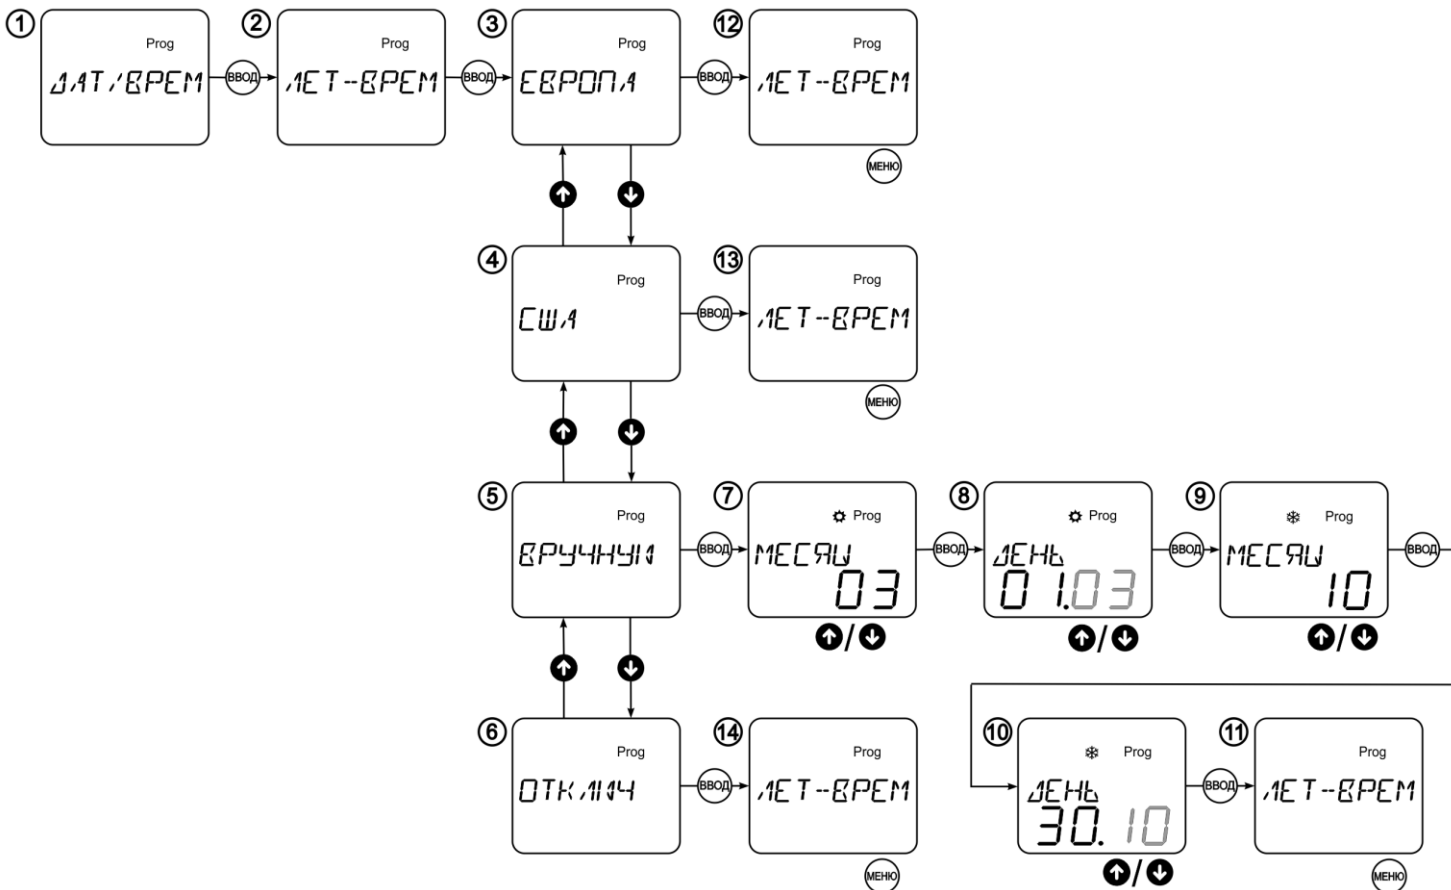 1 2 3 12
Prog Prog Prog Prog
ДАТ/ВРЕМ ВВОД ЛЕТ--ВРЕМ ВВОД ЕВРОПА ВВОД ЛЕТ--ВРЕМ
МЕНЮ
4 13
Prog Prog
США ВВОД ЛЕТ--ВРЕМ
МЕНЮ
5 7 8 9
Prog Prog Prog Prog
ВРУЧНУЮ ВВОД МЕСЯЦ ВВОД ДЕНЬ ВВОД МЕСЯЦ ВВОД
03 01.03 10
/ / /
6 14 10 11
Prog Prog Prog Prog
ОТКЛЮЧ ВВОД ЛЕТ--ВРЕМ ДЕНЬ ВВОД ЛЕТ--ВРЕМ
30.10
МЕНЮ / МЕНЮ